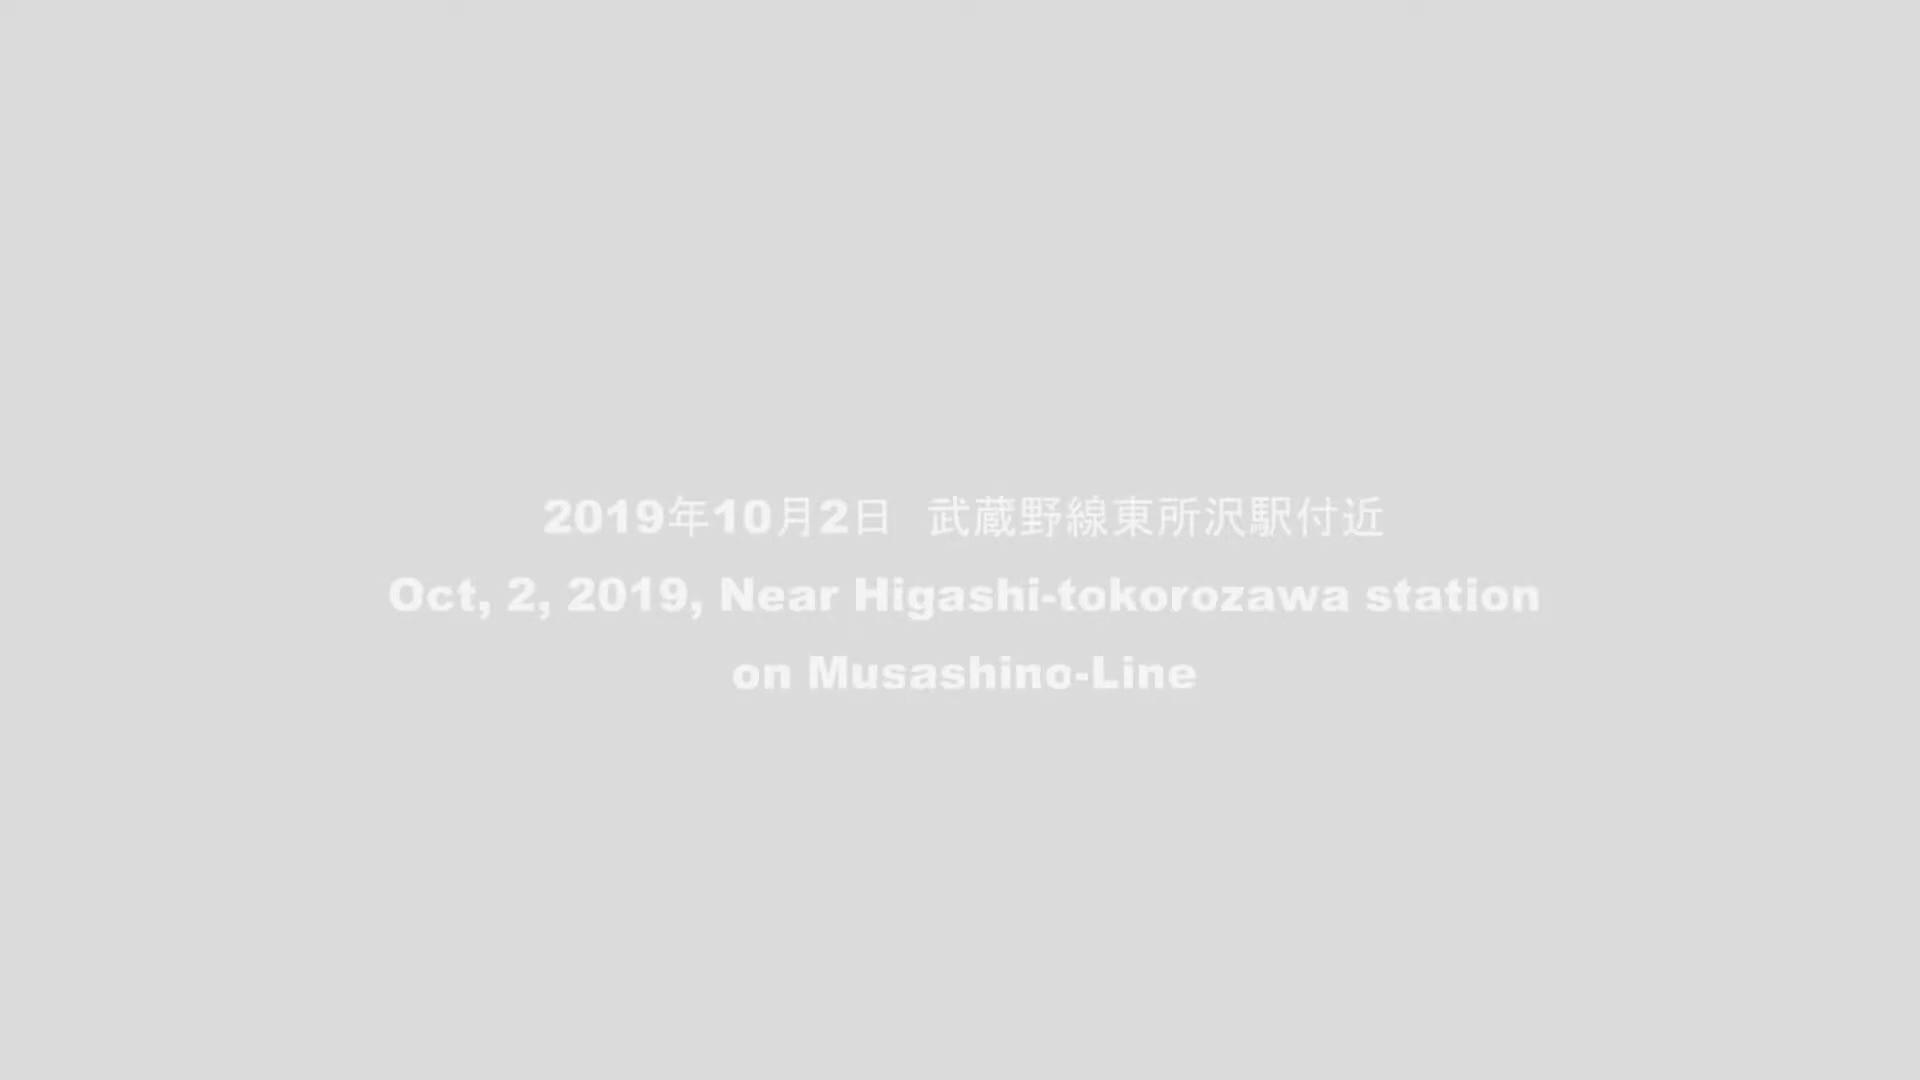 2019年10月2日　武蔵野線東所沢駅付近
Oct, 2, 2019, Near Higashi-tokorozawa station
on Musashino-Line